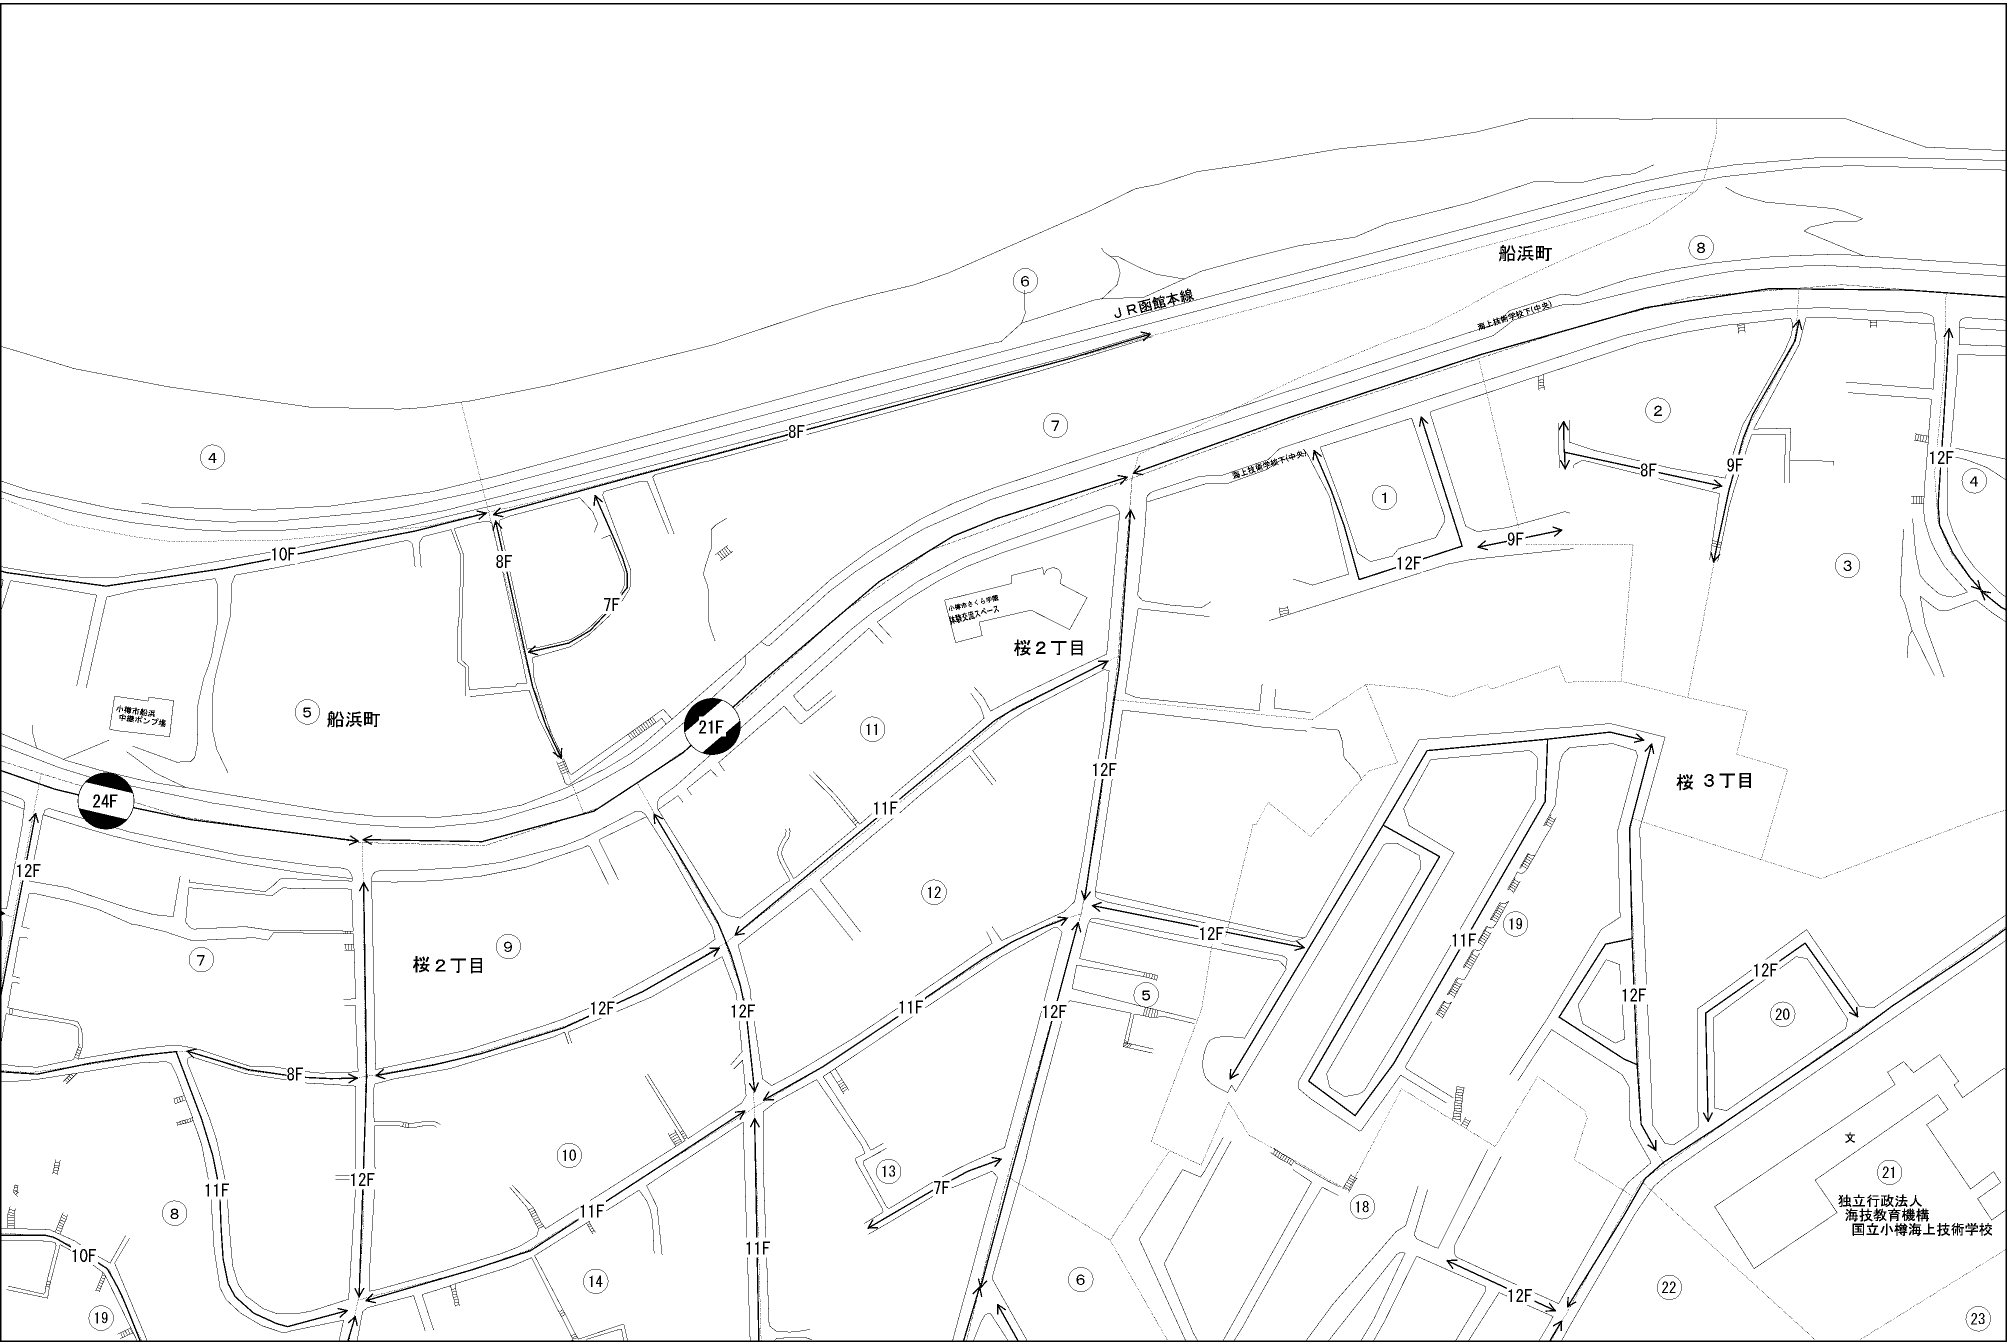 船浜町
⑧
⑥
JR函館本線
海上技術学校下(中央)
②
⑦
8F
④
12F
④
海上技術学校下(中央)
①
8F
9F
10F
8F
9F
12F
③
7F
小樽市さくら学園
体験交流スペース
桜２丁目
小樽市船浜
中継ポンプ場
⑤
船浜町
21F
⑪
12F
桜 ３丁目
24F
11F
12F
⑫
⑲
11F
12F
⑦
桜２丁目
⑨
12F
12F
12F
11F
12F
⑤
12F
⑳
8F
文
⑩
⑬
7F
12F
11F
⑧
11F
⑱
㉑
独立行政法人
海技教育機構
国立小樽海上技術学校
10F
11F
⑭
⑥
㉒
12F
⑲
㉓